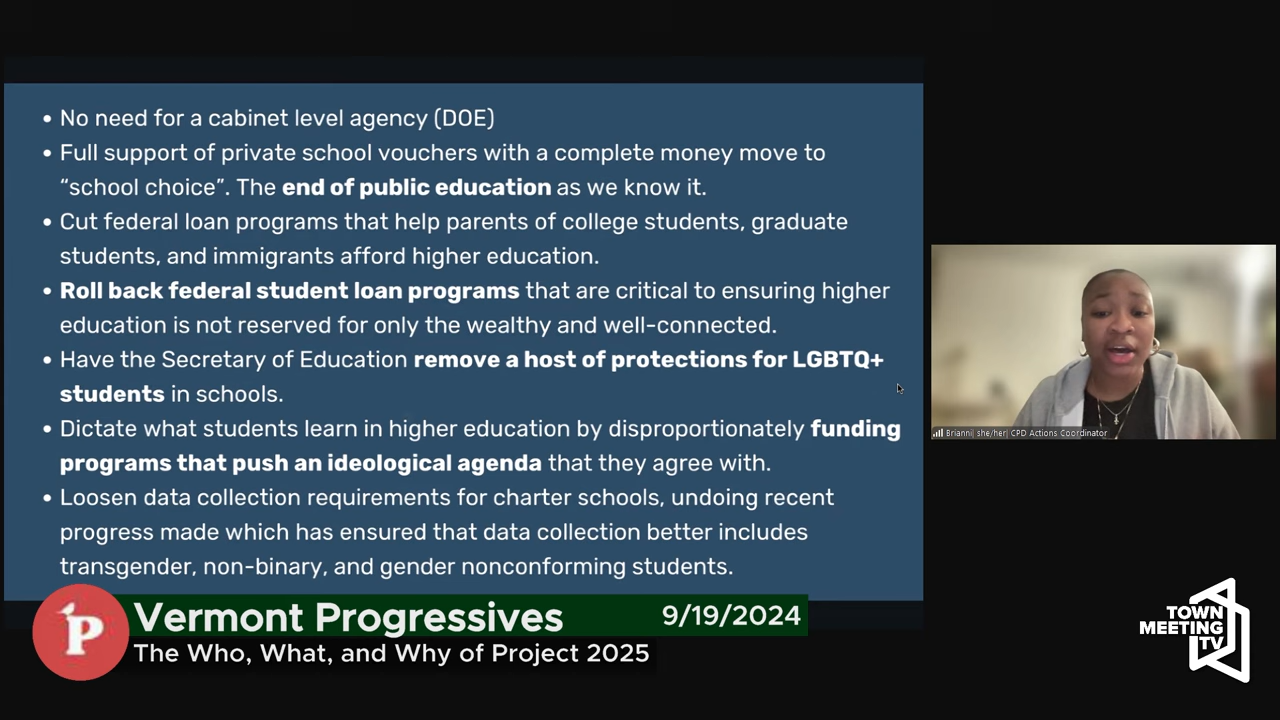 • No need for a cabinet level agency (DOE)
• Full support of private school vouchers with a complete money move to
“school choice”. The end of public education as we know it.
• Cut federal loan programs that help parents of college students, graduate
students, and immigrants afford higher education.
• Roll back federal student loan programs that are critical to ensuring higher
education is not reserved for only the wealthy and well-connected.
• Have the Secretary of Education remove a host of protections for LGBTQ+
students in schools.
• Dictate what students learn in higher education by disproportionately funding
programs that push an ideological agenda that they agree with.
• Loosen data collection requirements for charter schools, undoing recent
progress made which has ensured that data collection better includes
transgender, non-binary, and gender nonconforming students.
Brianni| she/her| CPD Actions Coordinator
P
Vermont Progressives
9/19/2024
The Who, What, and Why of Project 2025
TOWN
MEETING
TV